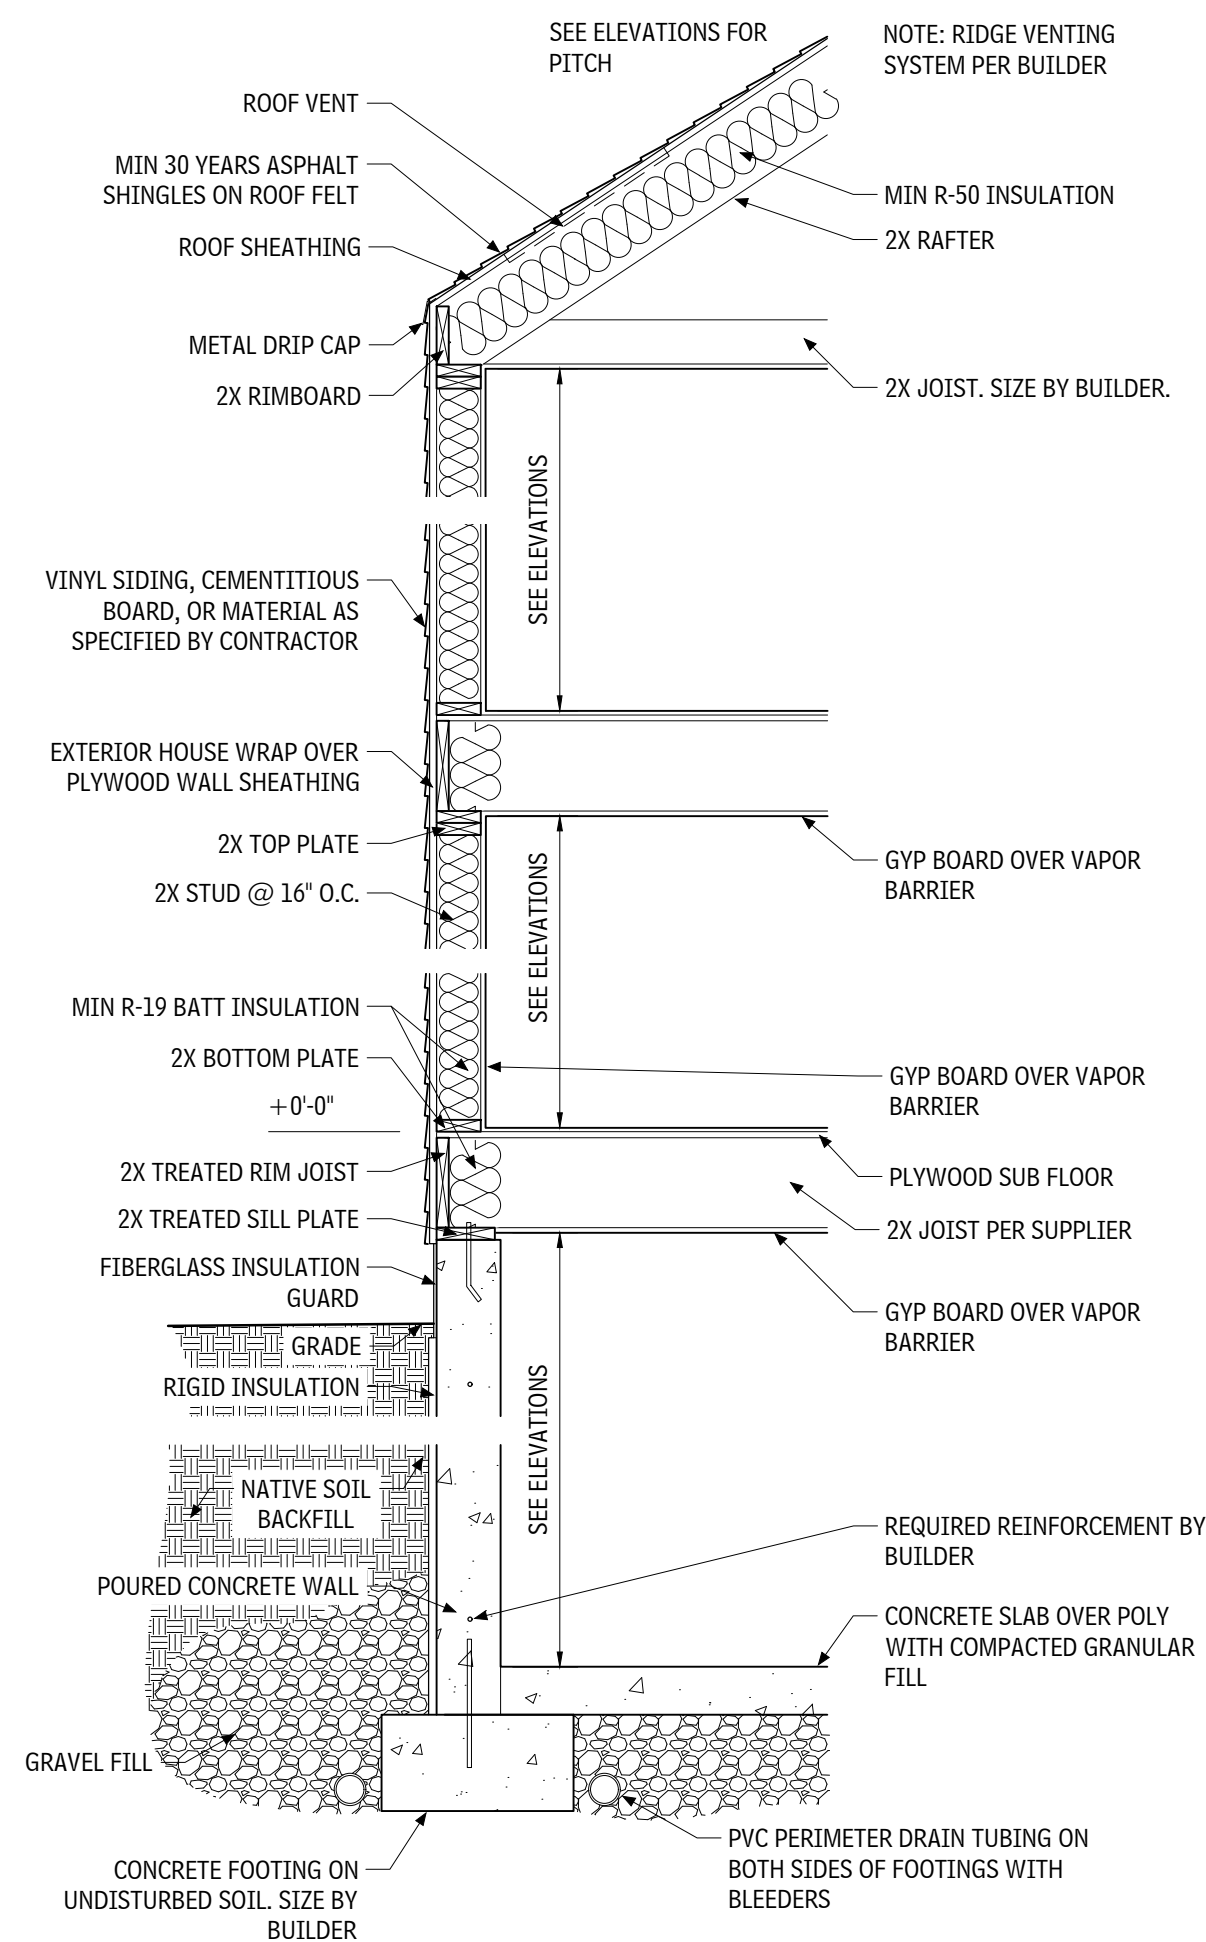 SEE ELEVATIONS FOR
PITCH
NOTE: RIDGE VENTING
SYSTEM PER BUILDER
ROOF VENT
MIN 30 YEARS ASPHALT
SHINGLES ON ROOF FELT
ROOF SHEATHING
METAL DRIP CAP
2X RIMBOARD
MIN R-50 INSULATION
2X RAFTER
2X JOIST. SIZE BY BUILDER.
SEE ELEVATIONS
VINYL SIDING, CEMENTITIOUS
BOARD, OR MATERIAL AS
SPECIFIED BY CONTRACTOR
EXTERIOR HOUSE WRAP OVER
PLYWOOD WALL SHEATHING
2X TOP PLATE
2X STUD @ 16" O.C.
GYP BOARD OVER VAPOR
BARRIER
SEE ELEVATIONS
MIN R-19 BATT INSULATION
2X BOTTOM PLATE
+0'-0"
GYP BOARD OVER VAPOR
BARRIER
2X TREATED RIM JOIST
2X TREATED SILL PLATE
PLYWOOD SUB FLOOR
2X JOIST PER SUPPLIER
FIBERGLASS INSULATION
GUARD
GYP BOARD OVER VAPOR
BARRIER
GRADE
RIGID INSULATION
SEE ELEVATIONS
NATIVE SOIL
BACKFILL
REQUIRED REINFORCEMENT BY
BUILDER
POURED CONCRETE WALL
CONCRETE SLAB OVER POLY
WITH COMPACTED GRANULAR
FILL
GRAVEL FILL
PVC PERIMETER DRAIN TUBING ON
BOTH SIDES OF FOOTINGS WITH
BLEEDERS
CONCRETE FOOTING ON
UNDISTURBED SOIL. SIZE BY
BUILDER